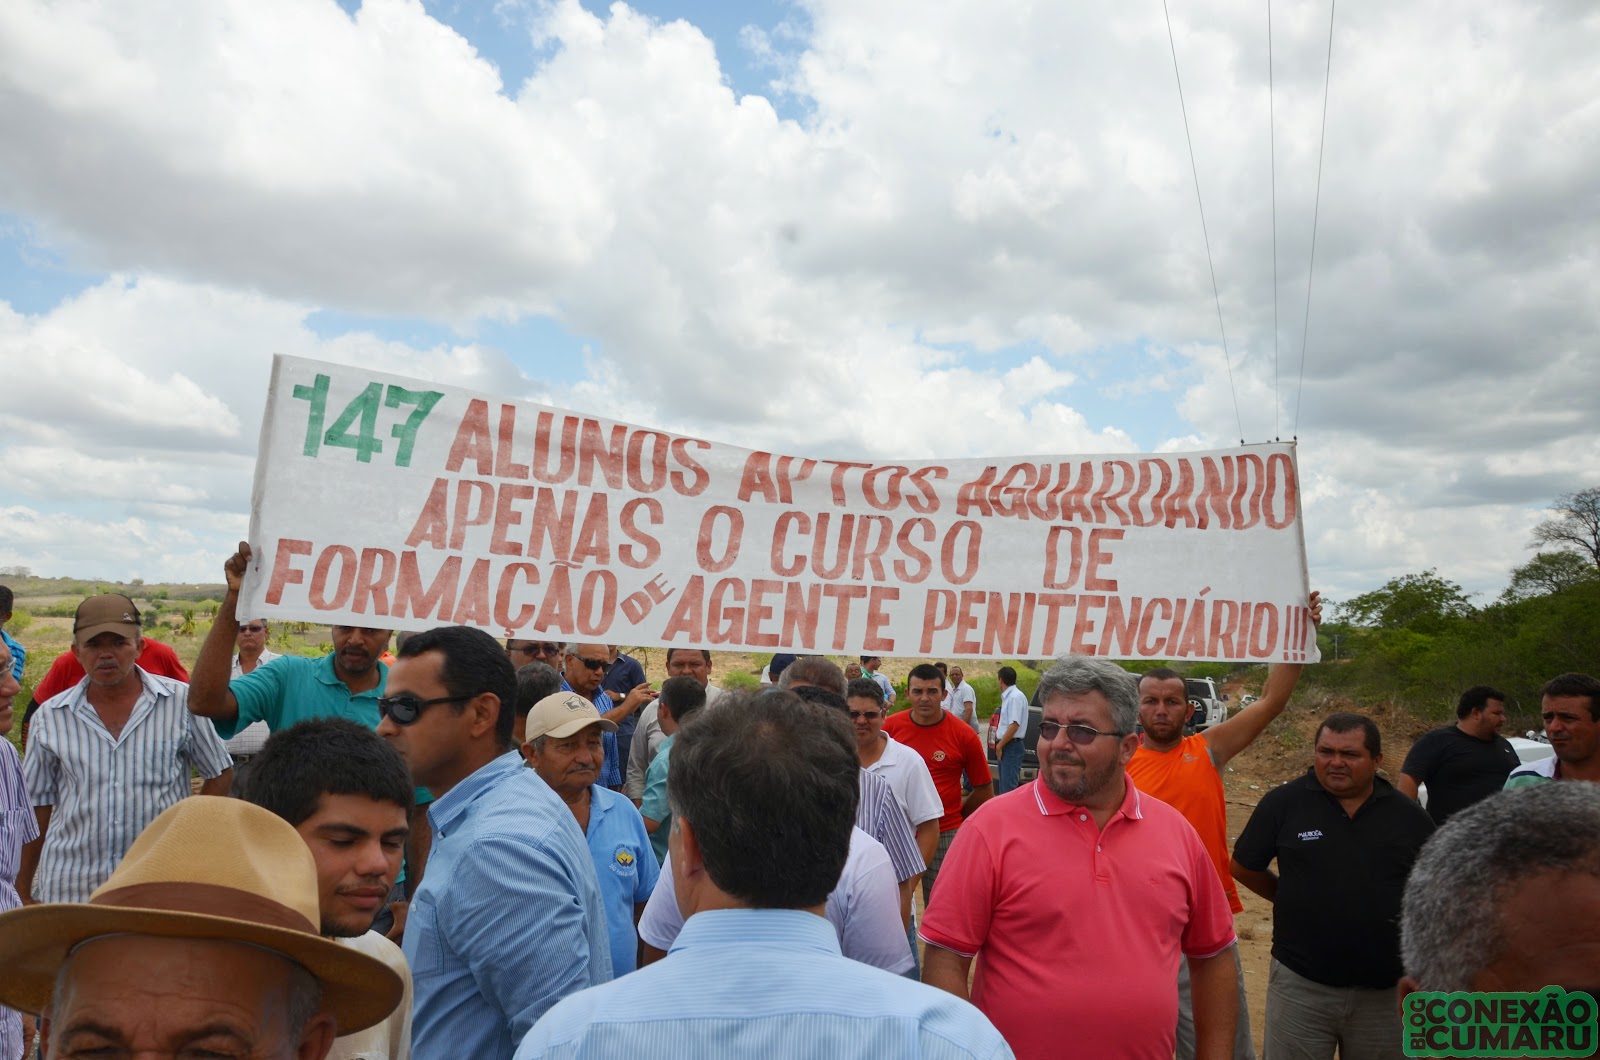 147 ALUNOS APTOS AGUARDANDO
APENAS O CURSO DE
FORMAÇÃO DE AGENTE PENITENCIÁRIO!!!
BLOG
CONEXÃO
CUMARU